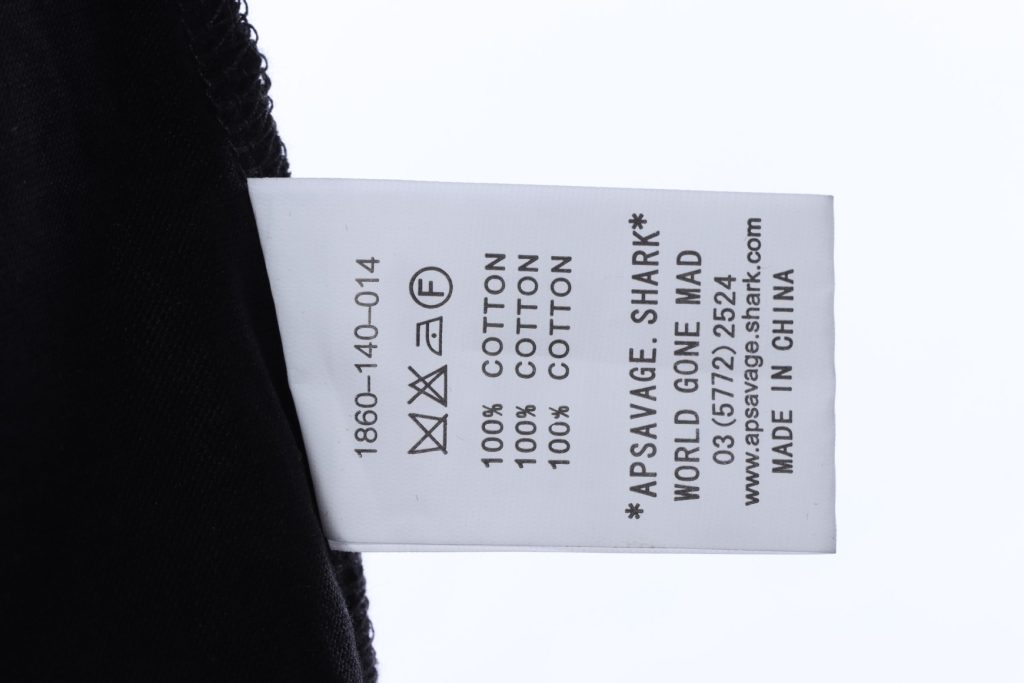 1860-140-014
F
100% COTTON
100% COTTON
100% COTTON
*APSAVAGE.SHARK*
WORLD GONE MAD
03(5772)2524
www.apsavage.shark.com
MADE IN CHINA